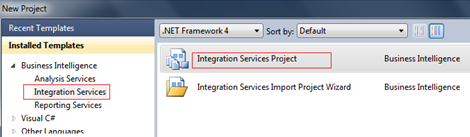 New Project
Recent Templates
.NET Framework 4
Sort by:
Default
Installed Templates
Business Intelligence
Analysis Services
Integration Services
Reporting Services
Visual C#
Other Languages
Integration Services Project
Business Intelligence
Integration Services Import Project Wizard
Business Intelligence